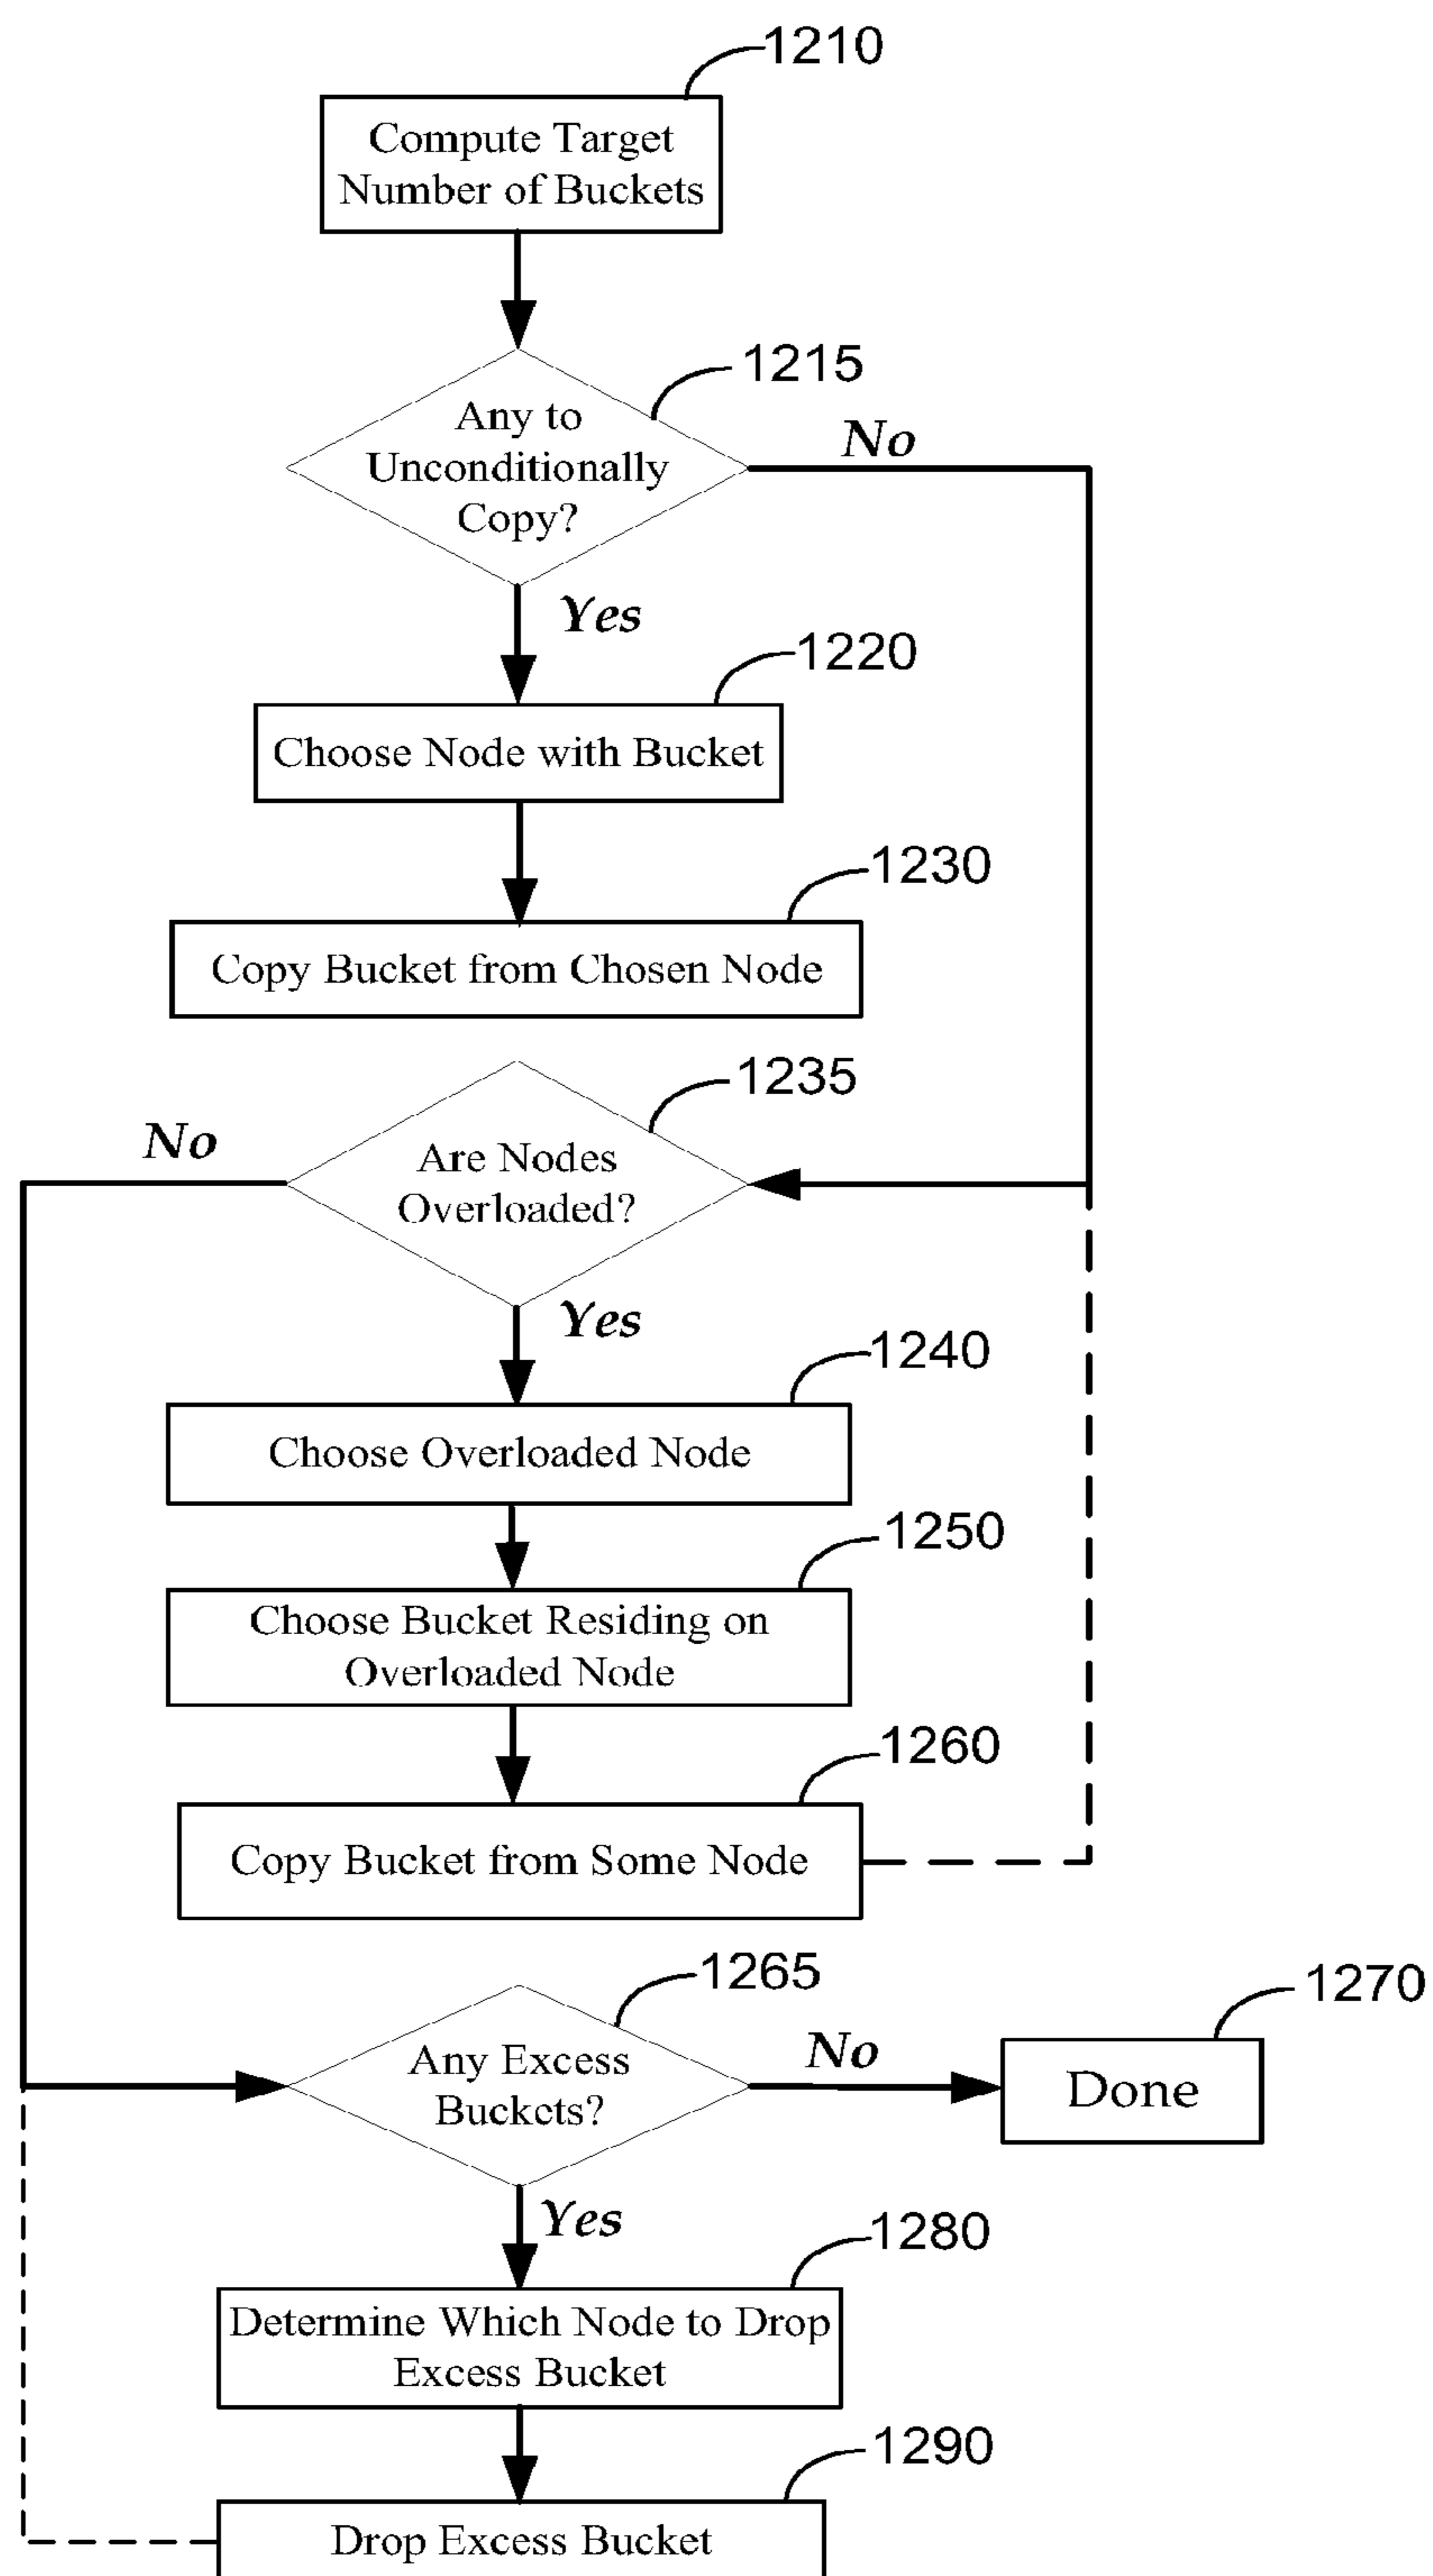 1210
Compute Target
Number of Buckets
1215
Any to
Unconditionally
Copy?
No
Yes
1220
Choose Node with Bucket
1230
Copy Bucket from Chosen Node
1235
No
Are Nodes
Overloaded?
Yes
1240
Choose Overloaded Node
1250
Choose Bucket Residing on
Overloaded Node
1260
Copy Bucket from Some Node
1265
1270
Any Excess
Buckets?
No
Done
Yes
1280
Determine Which Node to Drop
Excess Bucket
1290
Drop Excess Bucket